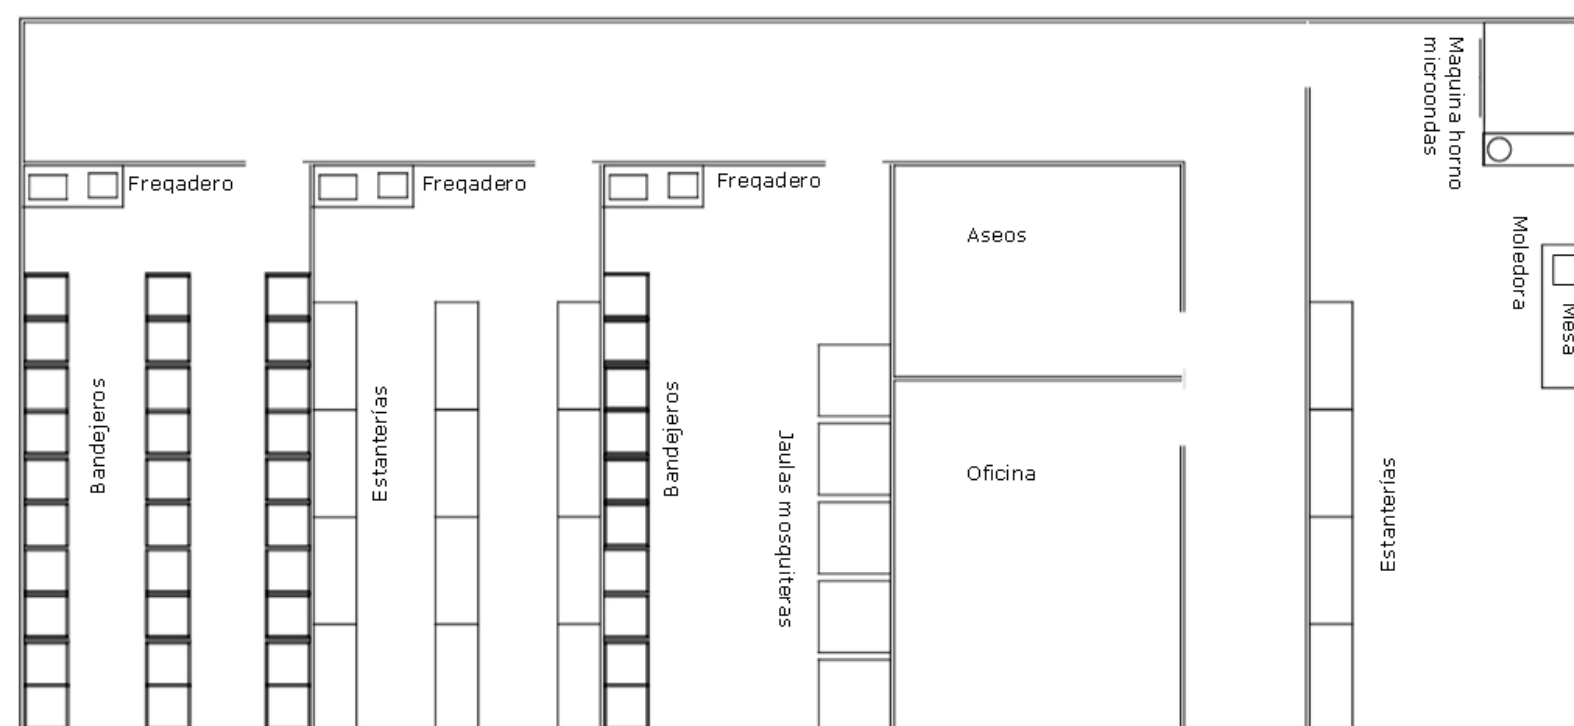 Maquina horno
microondas
Fregadero
Fregadero
Fregadero
Aseos
Moledora
Mesa
Bandejeros
Estanterías
Bandejeros
Jaulas mosquiteras
Oficina
Estanterías